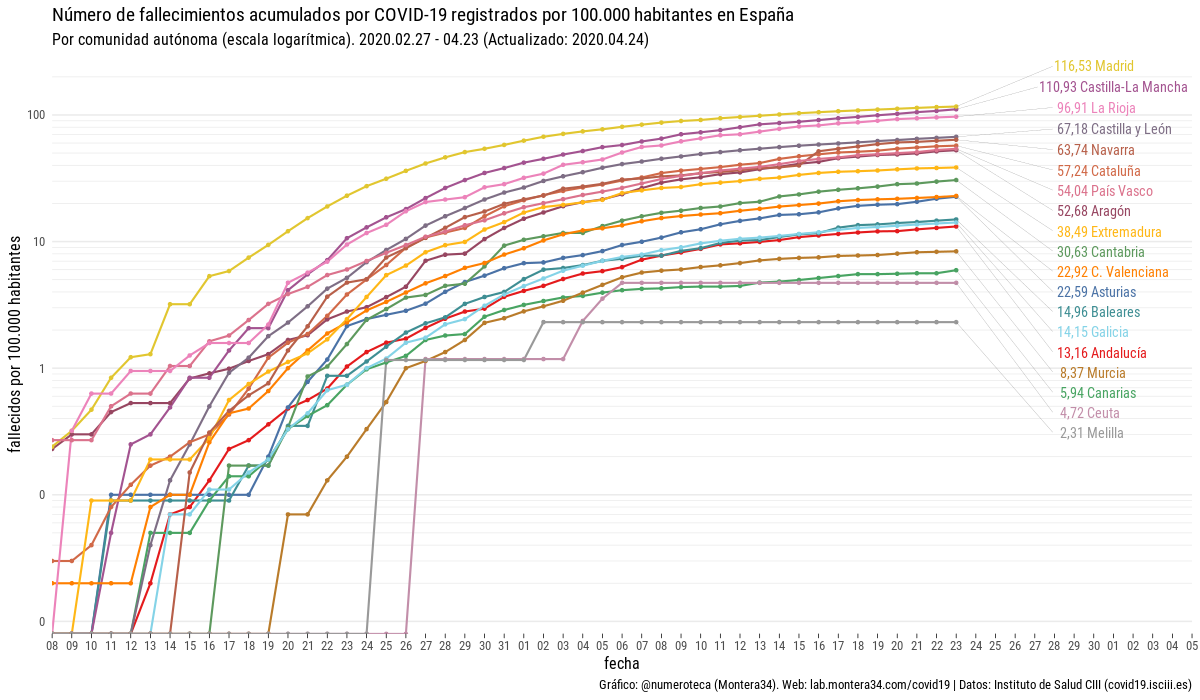 Número de fallecimientos acumulados por COVID-19 registrados por 100.000 habitantes en España
Por comunidad autónoma (escala logarítmica). 2020.02.27 - 04.23 (Actualizado: 2020.04.24)
116,53 Madrid
110,93 Castilla-La Mancha
96,91 La Rioja
67,18 Castilla y León
63,74 Navarra
57,24 Cataluña
54,04 País Vasco
52,68 Aragón
38,49 Extremadura
30,63 Cantabria
22,92 C. Valenciana
22,59 Asturias
14,96 Baleares
14,15 Galicia
13,16 Andalucía
8,37 Murcia
5,94 Canarias
4,72 Ceuta
2,31 Melilla
fallecidos por 100.000 habitantes
100
10
1
0
0
08 09 10 11 12 13 14 15 16 17 18 19 20 21 22 23 24 25 26 27 28 29 30 31 01 02 03 04 05 06 07 08 09 10 11 12 13 14 15 16 17 18 19 20 21 22 23 24 25 26 27 28 29 30 01 02 03 04 05
fecha
Gráfico: @numeroteca (Montera34). Web: lab.montera34.com/covid19 | Datos: Instituto de Salud CIII (covid19.isciii.es)